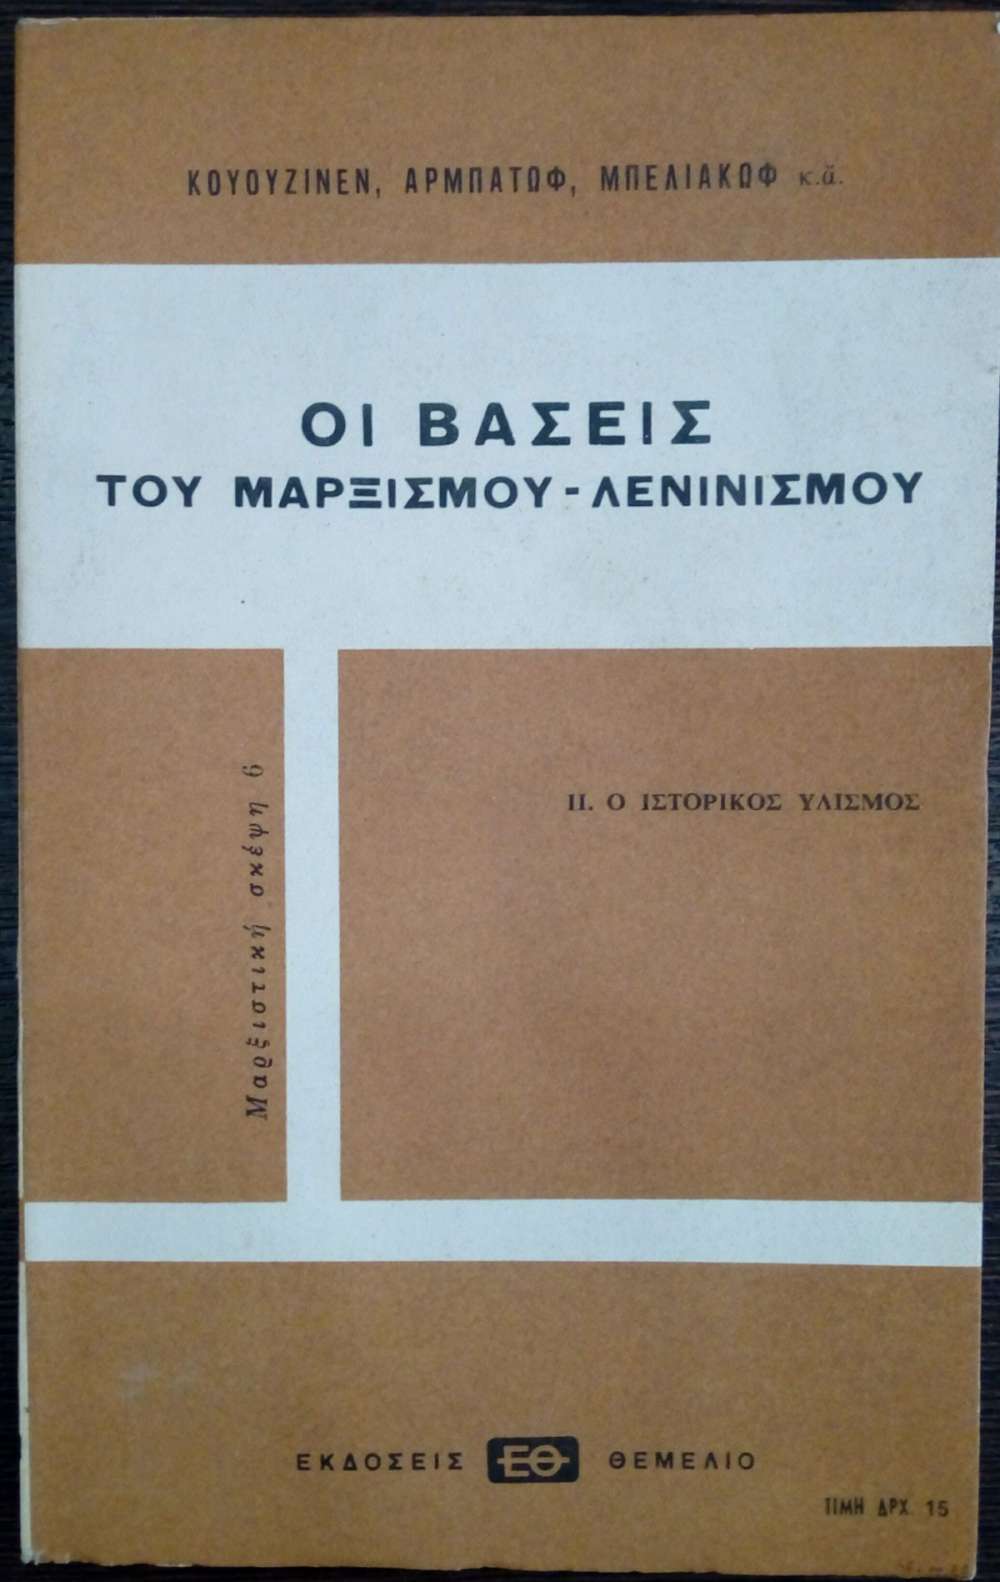 ΚΟΥΟΥΖΙΝΕΝ, ΑΡΜΠΑΤΩΦ, ΜΠΕΛΙΑΚΩΦ κ.ἄ.
ΟΙ ΒΑΣΕΙΣ
ΤΟΥ ΜΑΡΞΙΣΜΟΥ-ΛΕΝΙΝΙΣΜΟΥ
Μαρξιστική σκέψη 6
ΙΙ. Ο ΙΣΤΟΡΙΚΟΣ ΥΛΙΣΜΟΣ
ΕΚΔΟΣΕΙΣ ΕΘ ΘΕΜΕΛΙΟ
ΤΙΜΗ ΔΡΧ. 15